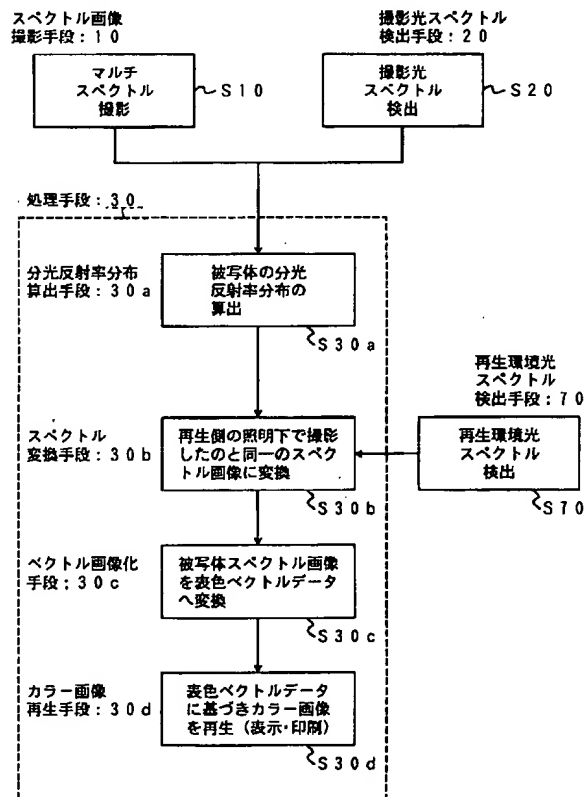 スペクトル画像
撮影手段：10
マルチ
スペクトル
撮影
S10
撮影光スペクトル
検出手段：20
撮影光
スペクトル
検出
S20
処理手段：30
分光反射率分布
算出手段：30a
被写体の分光
反射率分布の
算出
S30a
再生環境光
スペクトル
検出手段：70
スペクトル
変換手段：30b
再生側の照明下で撮影
したのと同一のスペク
トル画像に変換
S30b
再生環境光
スペクトル
検出
S70
ベクトル画像化
手段：30c
被写体スペクトル画像
を表色ベクトルデータ
へ変換
S30c
カラー画像
再生手段：30d
表色ベクトルデータ
に基づきカラー画像
を再生（表示・印刷）
S30d